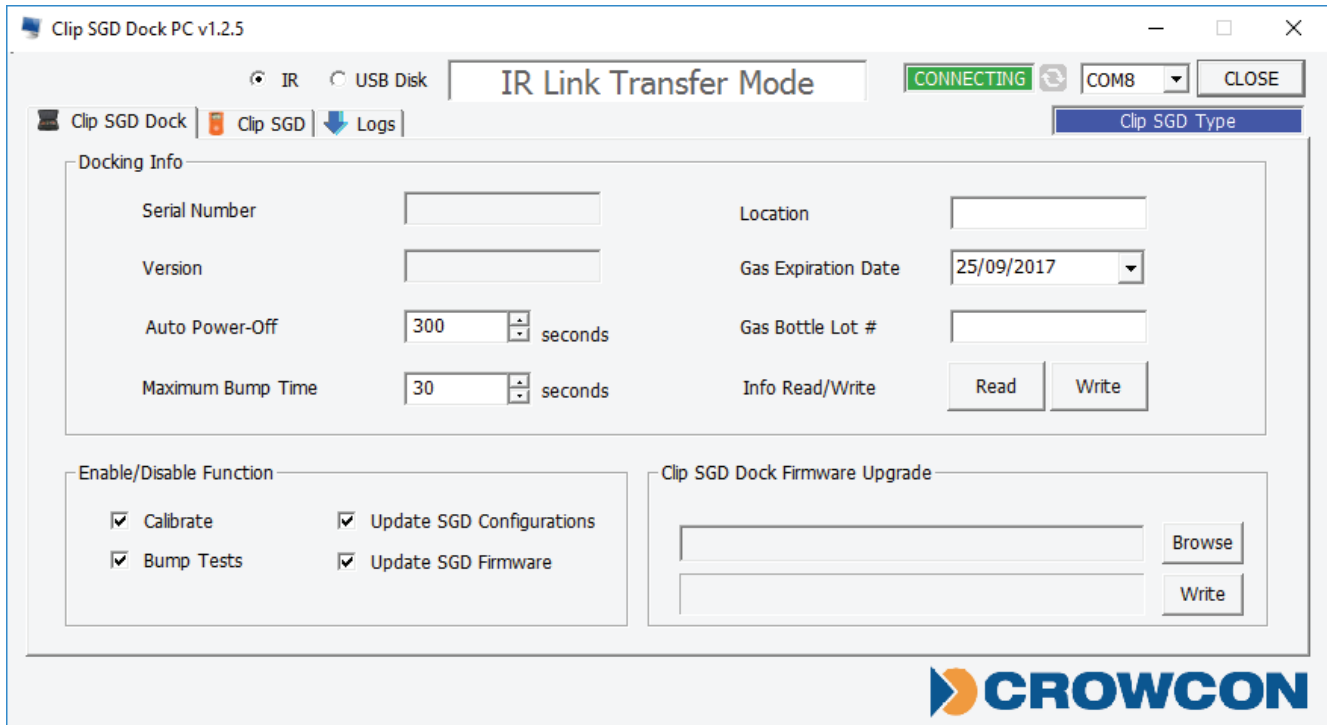 Clip SGD Dock PC v1.2.5
IR USB Disk IR Link Transfer Mode CONNECTING COM8 CLOSE
Clip SGD Dock Clip SGD Logs Clip SGD Type
Docking Info
Serial Number Location
Version Gas Expiration Date 25/09/2017
Auto Power-Off 300 seconds Gas Bottle Lot #
Maximum Bump Time 30 seconds Info Read/Write Read Write
Enable/Disable Function Clip SGD Dock Firmware Upgrade
Calibrate Update SGD Configurations
Browse
Bump Tests Update SGD Firmware
Write
CROWCON